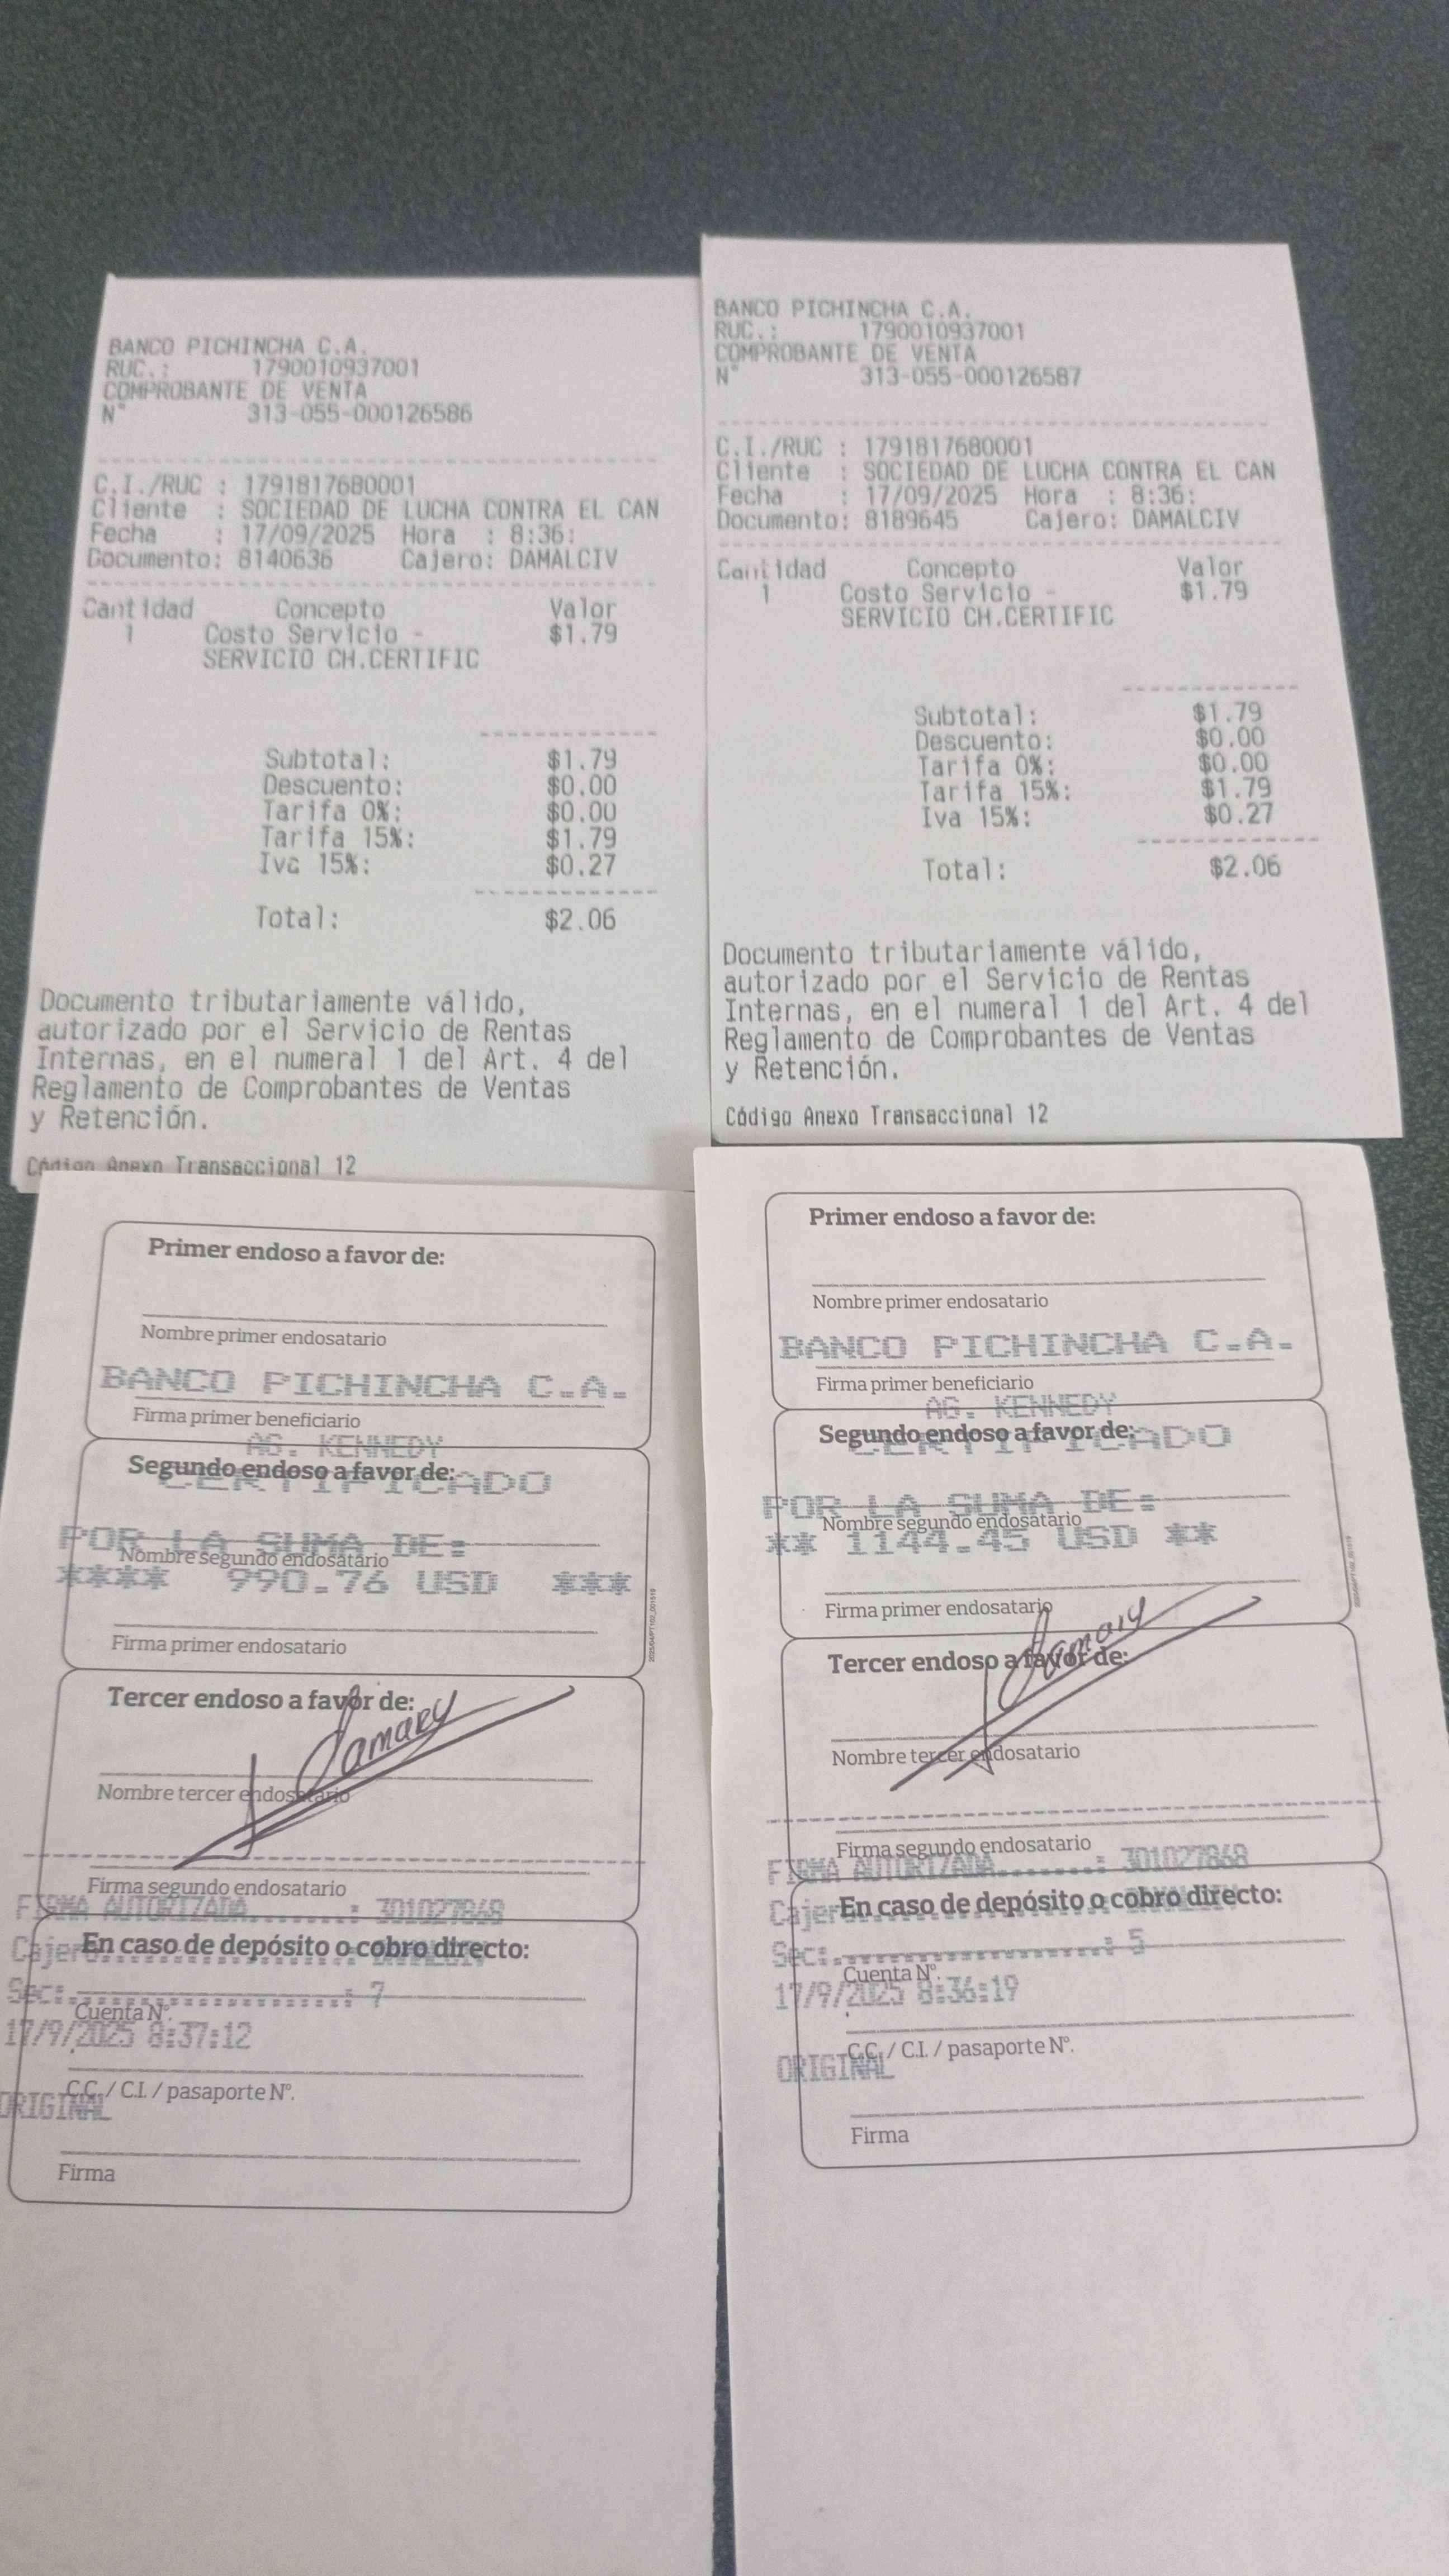 BANCO PICHINCHA C.A.
RUC.: 1790010937001
COMPROBANTE DE VENTA
N° 313-055-000126586
C.I./RUC : 1791817680001
Cliente : SOCIEDAD DE LUCHA CONTRA EL CAN
Fecha : 17/09/2025 Hora : 8:36:
Documento: 8140636 Cajero: DAMALCIV
Cantidad Concepto Valor
1 Costo Servicio - $1.79
SERVICIO CH.CERTIFIC
Subtotal: $1.79
Descuento: $0.00
Tarifa 0%: $0.00
Tarifa 15%: $1.79
Iva 15%: $0.27
Total: $2.06
Documento tributariamente válido,
autorizado por el Servicio de Rentas
Internas, en el numeral 1 del Art. 4 del
Reglamento de Comprobantes de Ventas
y Retención.
Código Anexo Transaccional 12
BANCO PICHINCHA C.A.
RUC.: 1790010937001
COMPROBANTE DE VENTA
N° 313-055-000126587
C.I./RUC : 1791817680001
Cliente : SOCIEDAD DE LUCHA CONTRA EL CAN
Fecha : 17/09/2025 Hora : 8:36:
Documento: 8189645 Cajero: DAMALCIV
Cantidad Concepto Valor
1 Costo Servicio - $1.79
SERVICIO CH.CERTIFIC
Subtotal: $1.79
Descuento: $0.00
Tarifa 0%: $0.00
Tarifa 15%: $1.79
Iva 15%: $0.27
Total: $2.06
Documento tributariamente válido,
autorizado por el Servicio de Rentas
Internas, en el numeral 1 del Art. 4 del
Reglamento de Comprobantes de Ventas
y Retención.
Código Anexo Transaccional 12
Primer endoso a favor de:
Nombre primer endosatario
BANCO PICHINCHA C.A.
Firma primer beneficiario
AG. KENNEDY
Segundo endoso a favor de:
CERTIFICADO
POR LA SUMA DE:
Nombre segundo endosatario
**** 990.76 USD ***
Firma primer endosatario
Tercer endoso a favor de:
Nombre tercer endosatario
Firma segundo endosatario
FIRMA AUTORIZADA.......: 301027868
En caso de depósito o cobro directo:
Sec:....................: 7
Cuenta N°.
17/9/2025 8:37:12
C.C. / C.I. / pasaporte N°.
ORIGINAL
Firma
Primer endoso a favor de:
Nombre primer endosatario
BANCO PICHINCHA C.A.
Firma primer beneficiario
AG. KENNEDY
Segundo endoso a favor de:
CERTIFICADO
POR LA SUMA DE:
Nombre segundo endosatario
** 1144.45 USD **
Firma primer endosatario
Tercer endoso a favor de:
Nombre tercer endosatario
Firma segundo endosatario
FIRMA AUTORIZADA.......: 301027868
En caso de depósito o cobro directo:
Sec:....................: 5
Cuenta N°.
17/9/2025 8:36:19
C.C. / C.I. / pasaporte N°.
ORIGINAL
Firma